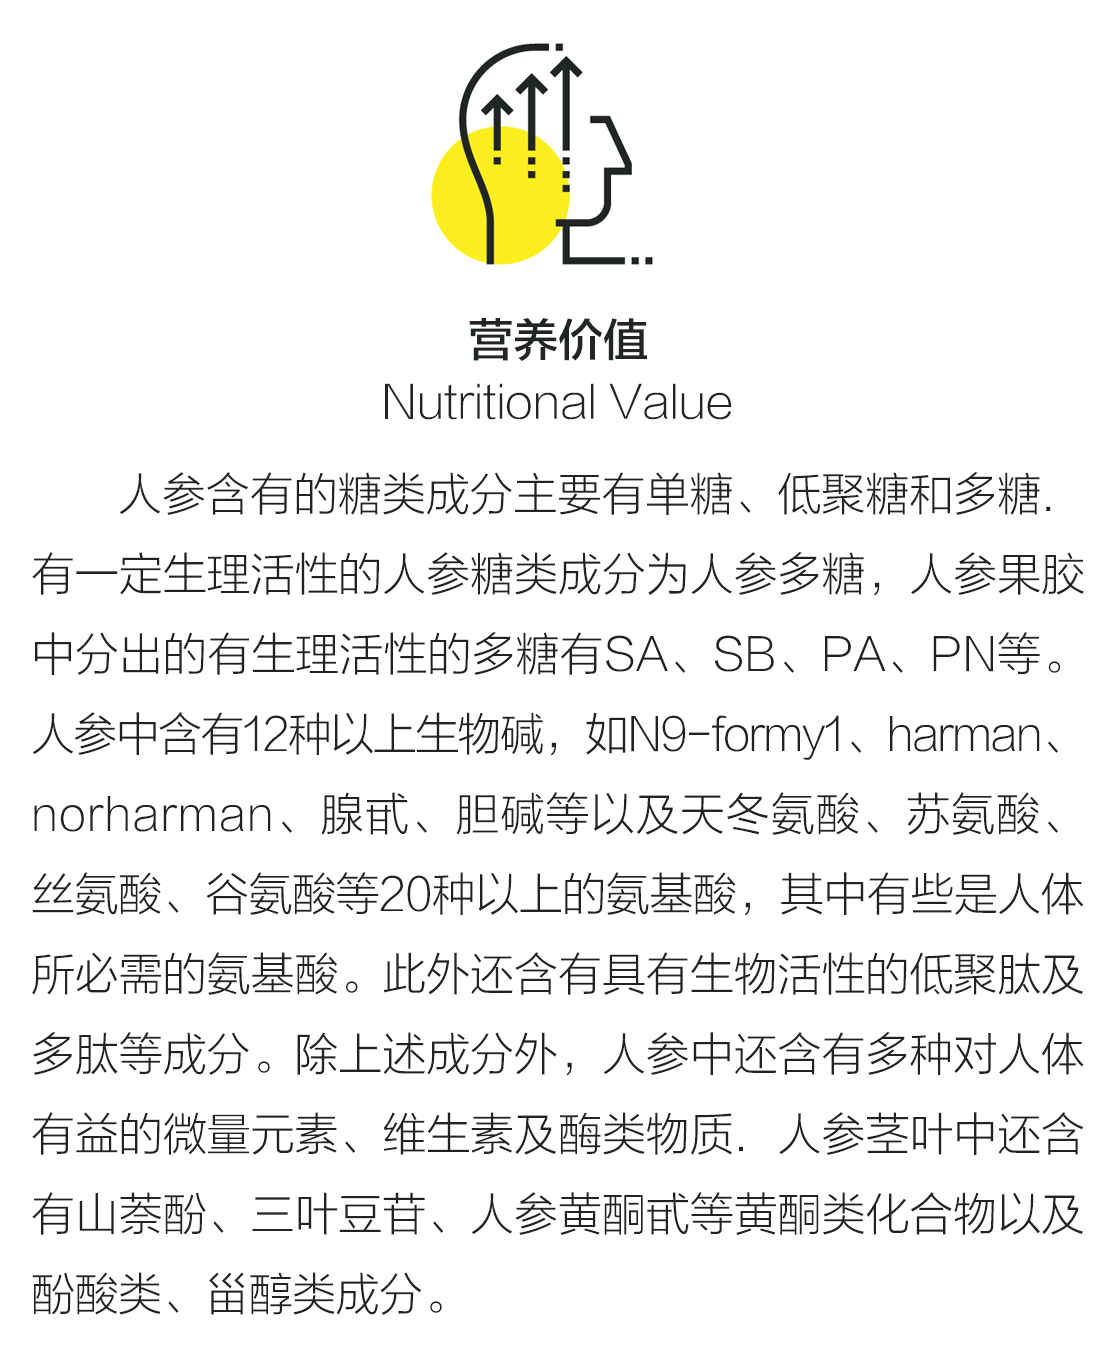 营养价值
Nutritional Value
人参含有的糖类成分主要有单糖、低聚糖和多糖.
有一定生理活性的人参糖类成分为人参多糖，人参果胶
中分出的有生理活性的多糖有SA、SB、PA、PN等。
人参中含有12种以上生物碱，如N9-formy1、harman、
norharman、腺甙、胆碱等以及天冬氨酸、苏氨酸、
丝氨酸、谷氨酸等20种以上的氨基酸，其中有些是人体
所必需的氨基酸。此外还含有具有生物活性的低聚肽及
多肽等成分。除上述成分外，人参中还含有多种对人体
有益的微量元素、维生素及酶类物质. 人参茎叶中还含
有山萘酚、三叶豆苷、人参黄酮甙等黄酮类化合物以及
酚酸类、甾醇类成分。